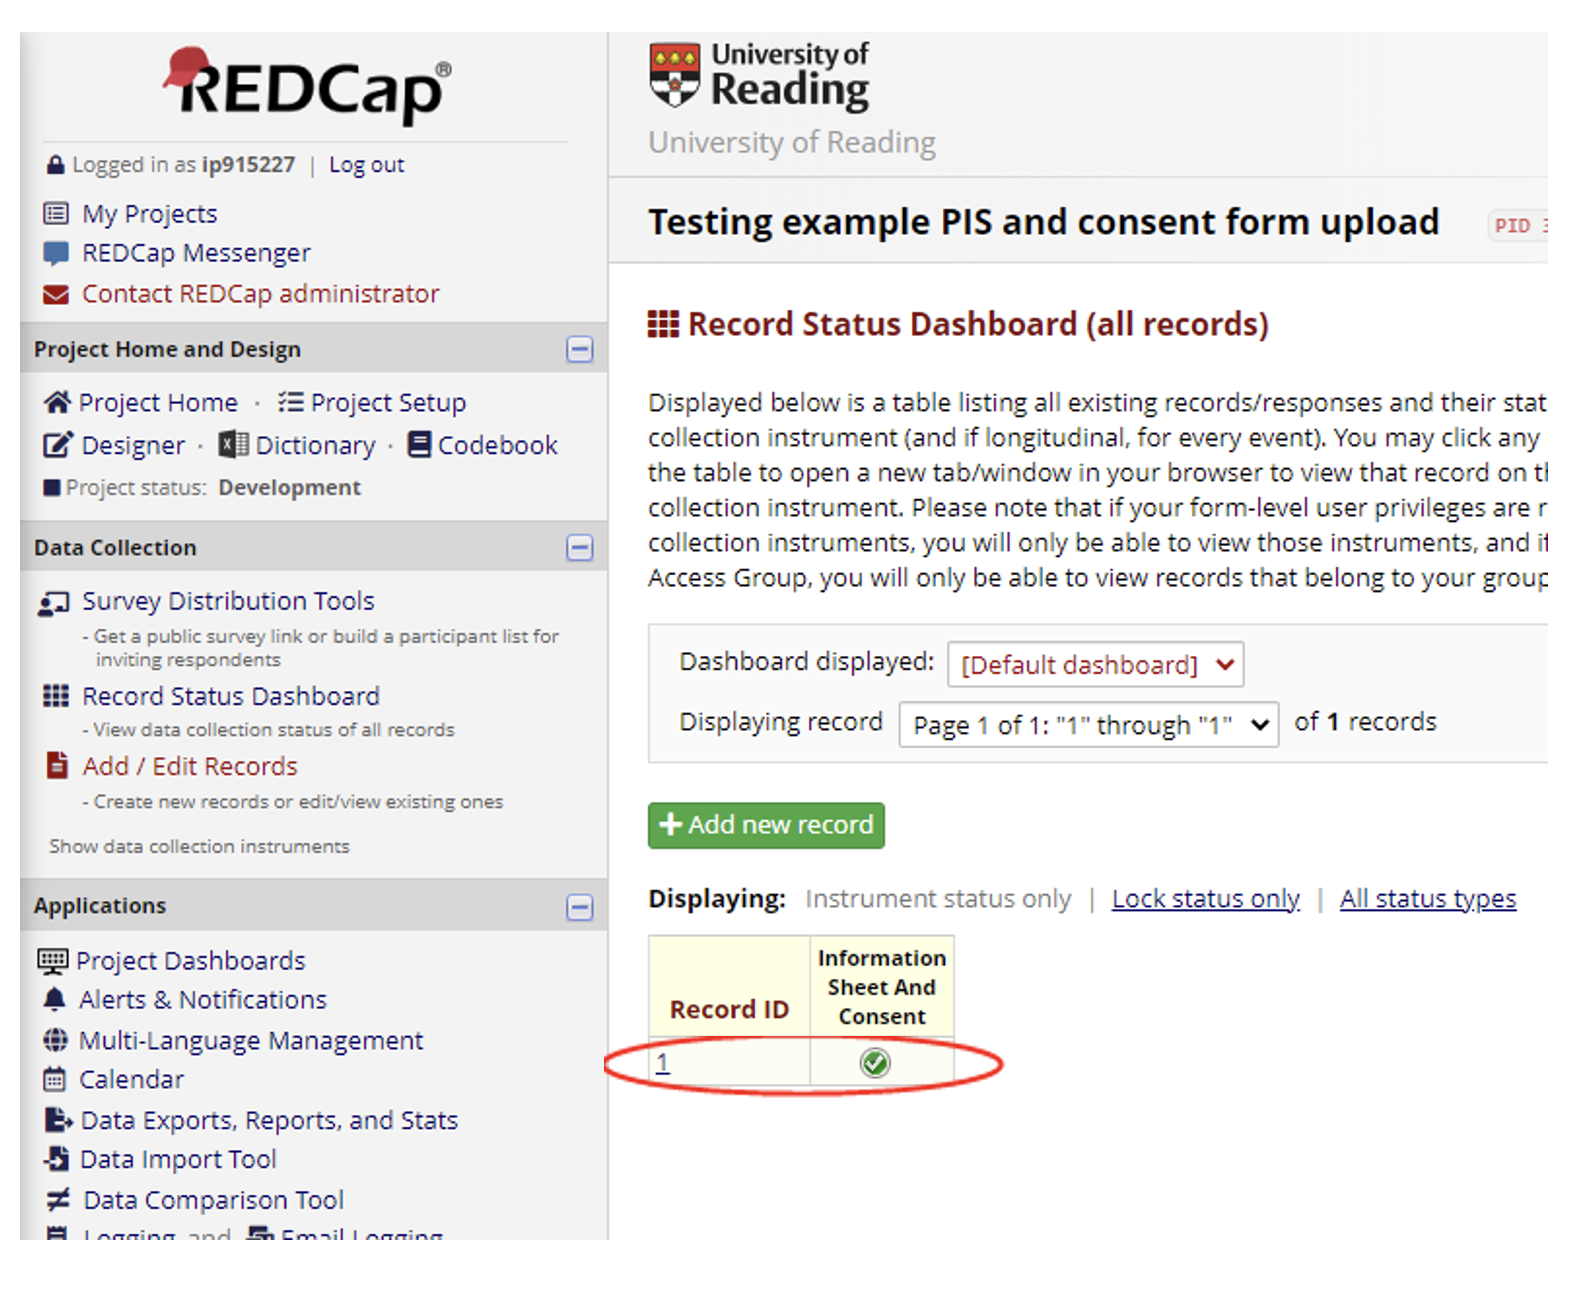 REDCap®
Logged in as ip915227 | Log out
My Projects
REDCap Messenger
Contact REDCap administrator
Project Home and Design
Project Home · Project Setup
Designer · Dictionary · Codebook
Project status: Development
Data Collection
Survey Distribution Tools
- Get a public survey link or build a participant list for
inviting respondents
Record Status Dashboard
- View data collection status of all records
Add / Edit Records
- Create new records or edit/view existing ones
Show data collection instruments
Applications
Project Dashboards
Alerts & Notifications
Multi-Language Management
Calendar
Data Exports, Reports, and Stats
Data Import Tool
Data Comparison Tool
Logging and Email Logging
University of
Reading
University of Reading
Testing example PIS and consent form upload PID
Record Status Dashboard (all records)
Displayed below is a table listing all existing records/responses and their
collection instrument (and if longitudinal, for every event). You may click any
the table to open a new tab/window in your browser to view that record on
collection instrument. Please note that if your form-level user privileges are
collection instruments, you will only be able to view those instruments, and
Access Group, you will only be able to view records that belong to your group
Dashboard displayed: [Default dashboard]
Displaying record Page 1 of 1: "1" through "1" of 1 records
Add new record
Displaying: Instrument status only | Lock status only | All status types
Record ID
Information
Sheet And
Consent
1